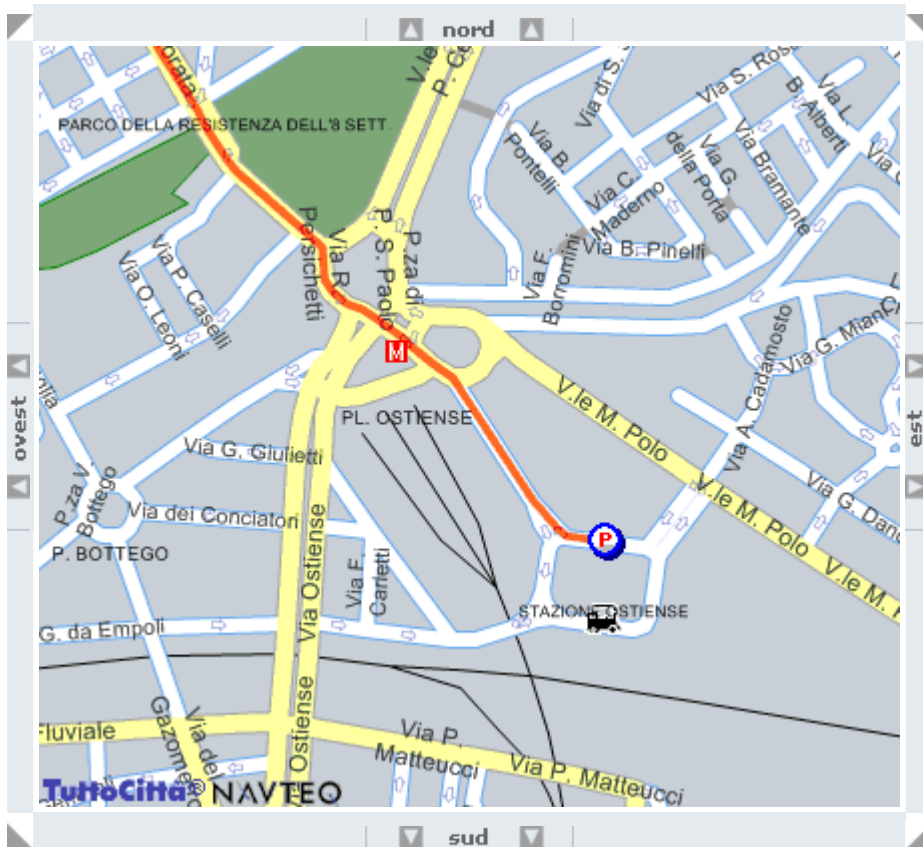 nord
orata
V.le
P. Ce
PARCO DELLA RESISTENZA DELL'8 SETT.
Via di S.
Via S. Rosa
Via L.
B. Alberti
Via B.
Pontelli
Via G.
della Porta
Via Bramante
Via C.
Maderno
Via B. Pinelli
Via F.
Borromini
Via R.
Persichetti
P. S. Paolo
P.za di
Via P. Caselli
Via O. Leoni
M
ovest
est
Via G. Miani
Via A. Cadamosto
PL. OSTIENSE
V.le M. Polo
Via G. Giulietti
P.za V.
Bottego
Via dei Conciatori
V.le M. Polo
P. BOTTEGO
P
V.le M.
Via F.
Carletti
STAZIONE OSTIENSE
G. da Empoli
Via Ostiense
Fluviale
Via del
Via Ostiense
Via P.
Matteucci
Via P. Matteucci
TuttoCittà® NAVTEQ
sud